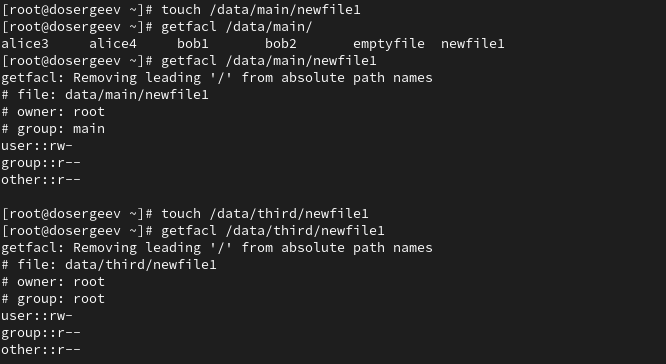 [root@dosergeev ~]# touch /data/main/newfile1
[root@dosergeev ~]# getfacl /data/main/
alice3     alice4     bob1       bob2       emptyfile  newfile1
[root@dosergeev ~]# getfacl /data/main/newfile1
getfacl: Removing leading '/' from absolute path names
# file: data/main/newfile1
# owner: root
# group: main
user::rw-
group::r--
other::r--

[root@dosergeev ~]# touch /data/third/newfile1
[root@dosergeev ~]# getfacl /data/third/newfile1
getfacl: Removing leading '/' from absolute path names
# file: data/third/newfile1
# owner: root
# group: root
user::rw-
group::r--
other::r--